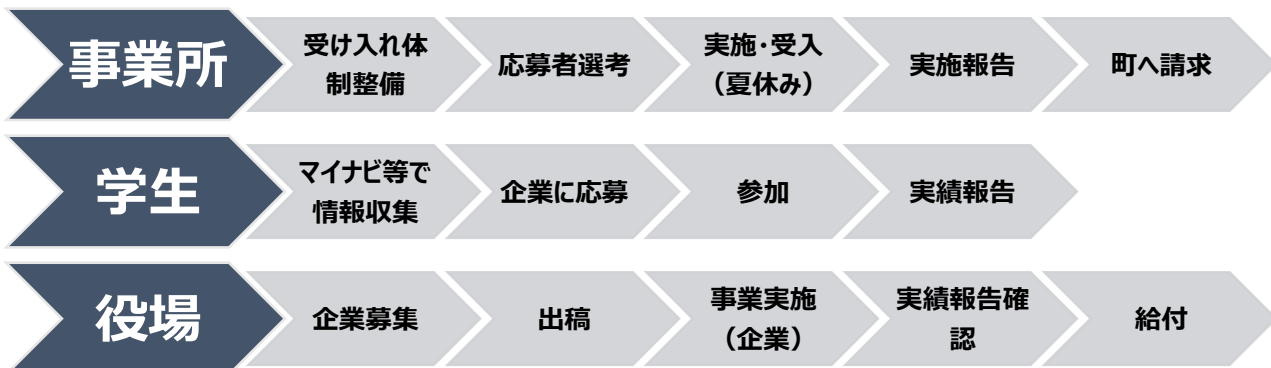 事業所
受け入れ体
制整備
応募者選考
実施・受入
（夏休み）
実施報告
町へ請求
学生
マイナビ等で
情報収集
企業に応募
参加
実績報告
役場
企業募集
出稿
事業実施
（企業）
実績報告確
認
給付